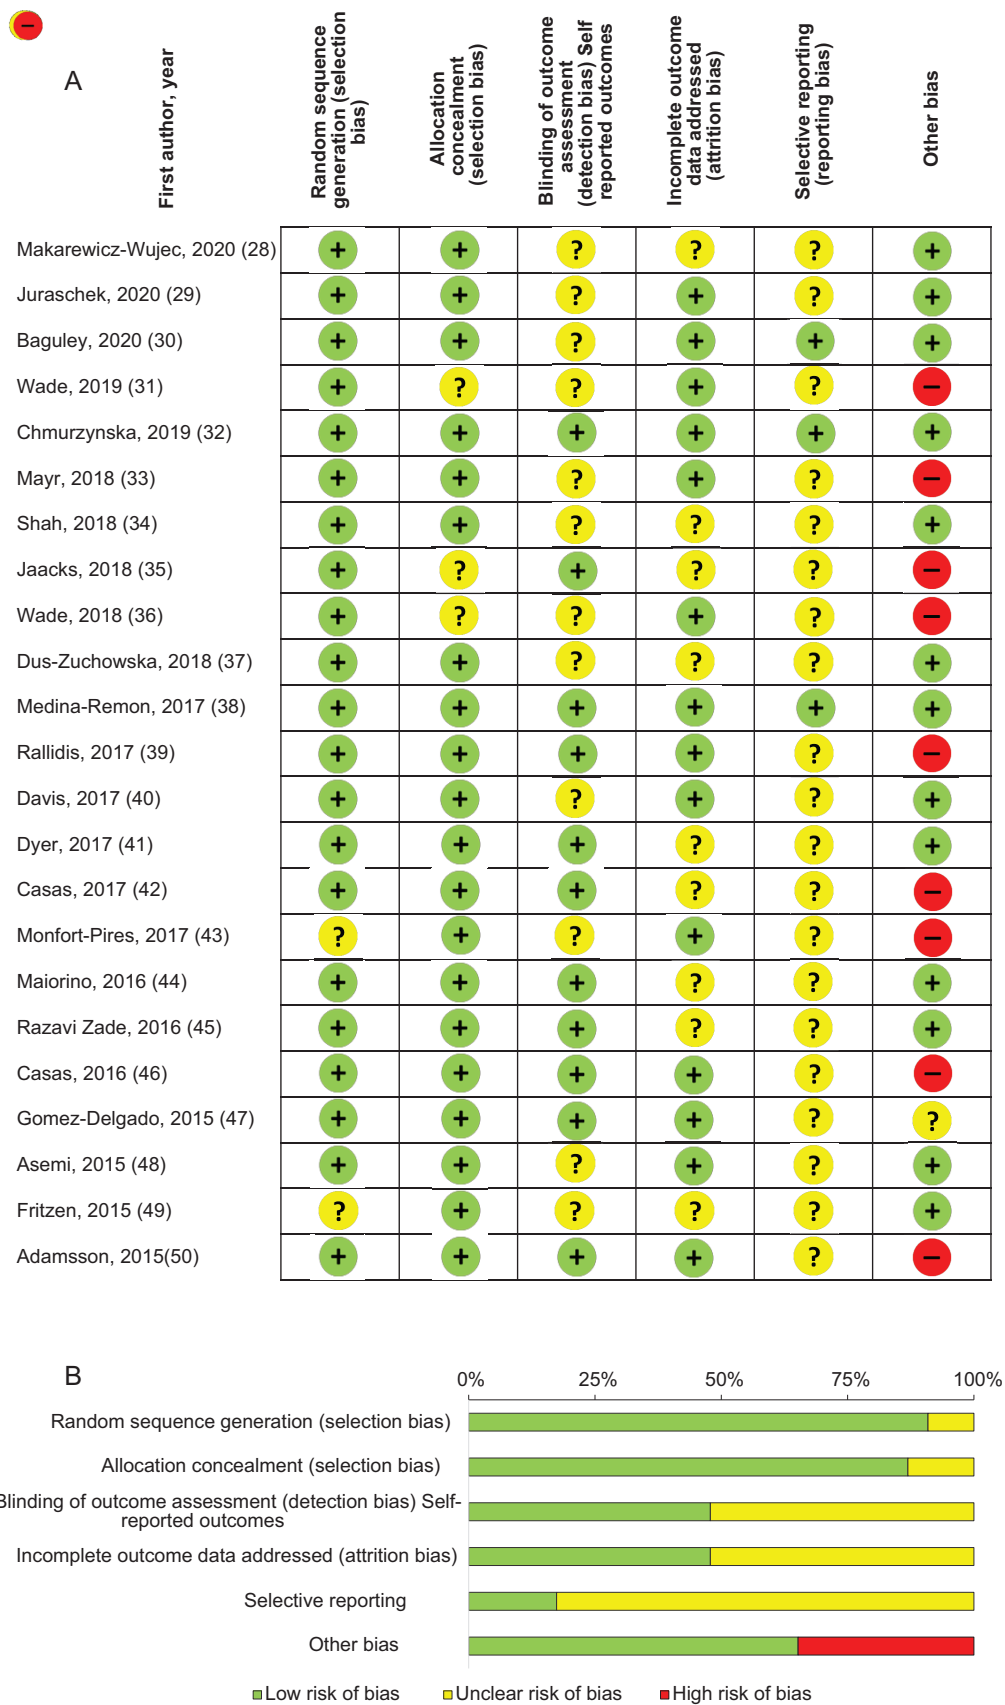 −
A
First author, year
Random sequence
generation (selection
bias)
Allocation
concealment
(selection bias)
Blinding of outcome
assessment
(detection bias) Self
reported outcomes
Incomplete outcome
data addressed
(attrition bias)
Selective reporting
(reporting bias)
Other bias
Makarewicz-Wujec, 2020 (28) + + ? ? ? +
Juraschek, 2020 (29) + + ? + ? +
Baguley, 2020 (30) + + ? + + +
Wade, 2019 (31) + ? ? + ? −
Chmurzynska, 2019 (32) + + + + + +
Mayr, 2018 (33) + + ? + ? −
Shah, 2018 (34) + + ? ? ? +
Jaacks, 2018 (35) + ? + ? ? −
Wade, 2018 (36) + ? ? + ? −
Dus-Zuchowska, 2018 (37) + + ? ? ? +
Medina-Remon, 2017 (38) + + + + + +
Rallidis, 2017 (39) + + + + ? −
Davis, 2017 (40) + + ? + ? +
Dyer, 2017 (41) + + + ? ? +
Casas, 2017 (42) + + + ? ? −
Monfort-Pires, 2017 (43) ? + ? + ? −
Maiorino, 2016 (44) + + + ? ? +
Razavi Zade, 2016 (45) + + + ? ? +
Casas, 2016 (46) + + + + ? −
Gomez-Delgado, 2015 (47) + + + + ? ?
Asemi, 2015 (48) + + ? + ? +
Fritzen, 2015 (49) ? + ? ? ? +
Adamsson, 2015(50) + + + + ? −
B
0% 25% 50% 75% 100%
Random sequence generation (selection bias)
Allocation concealment (selection bias)
Blinding of outcome assessment (detection bias) Self-
reported outcomes
Incomplete outcome data addressed (attrition bias)
Selective reporting
Other bias
Low risk of bias Unclear risk of bias High risk of bias